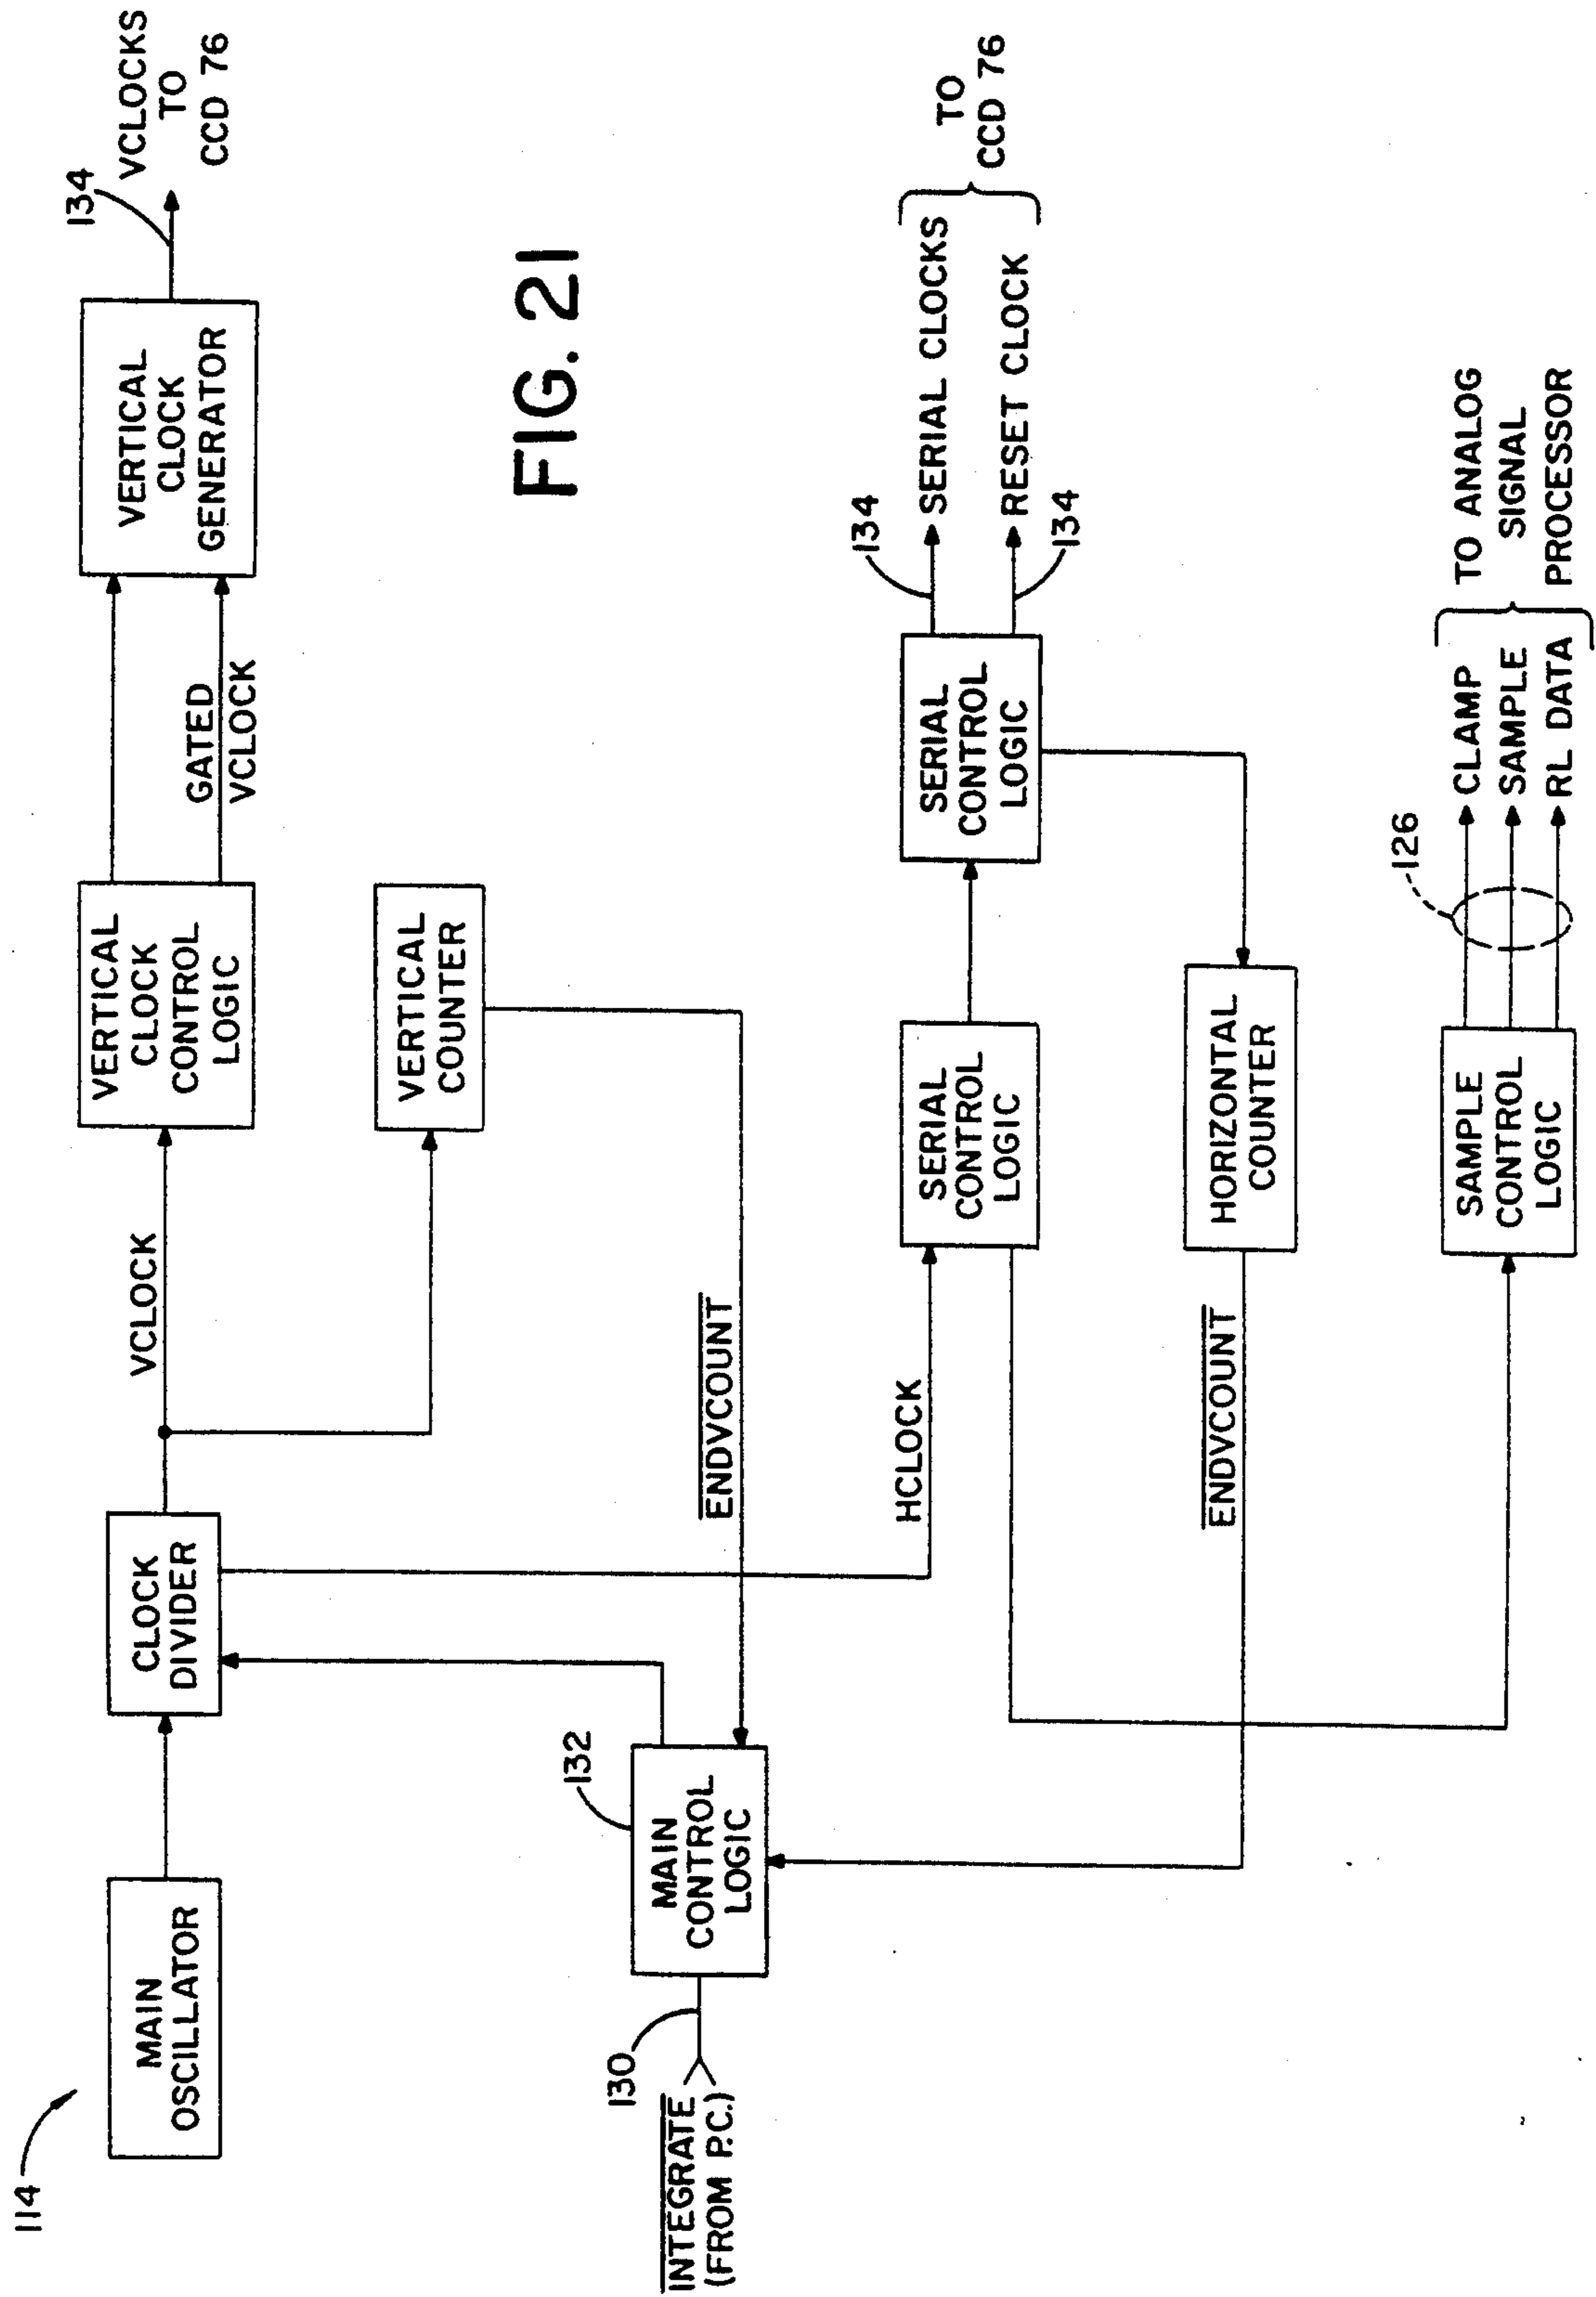 114
MAIN
OSCILLATOR
CLOCK
DIVIDER
VCLOCK
VERTICAL
CLOCK
CONTROL
LOGIC
GATED
VCLOCK
VERTICAL
CLOCK
GENERATOR
134
VCLOCKS
TO
CCD 76
VERTICAL
COUNTER
FIG. 21
INTEGRATE
(FROM P.C.)
130
132
MAIN
CONTROL
LOGIC
ENDVCOUNT
HCLOCK
SERIAL
CONTROL
LOGIC
SERIAL
CONTROL
LOGIC
134
SERIAL CLOCKS
RESET CLOCK
134
TO
CCD 76
ENDVCOUNT
HORIZONTAL
COUNTER
SAMPLE
CONTROL
LOGIC
126
CLAMP
SAMPLE
RL DATA
TO ANALOG
SIGNAL
PROCESSOR